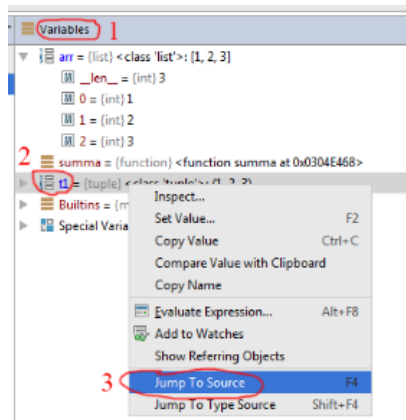 Variables 1
arr = {list} <class 'list'>: [1, 2, 3]
__len__ = {int} 3
0 = {int} 1
1 = {int} 2
2 = {int} 3
2 summa = {function} <function summa at 0x0304E468>
t1 = {tuple} <class 'tuple'>: (1, 2, 3)
Builtins = {m
Special Varia
Inspect...
Set Value... F2
Copy Value Ctrl+C
Compare Value with Clipboard
Copy Name
Evaluate Expression... Alt+F8
Add to Watches
Show Referring Objects
3 Jump To Source F4
Jump To Type Source Shift+F4